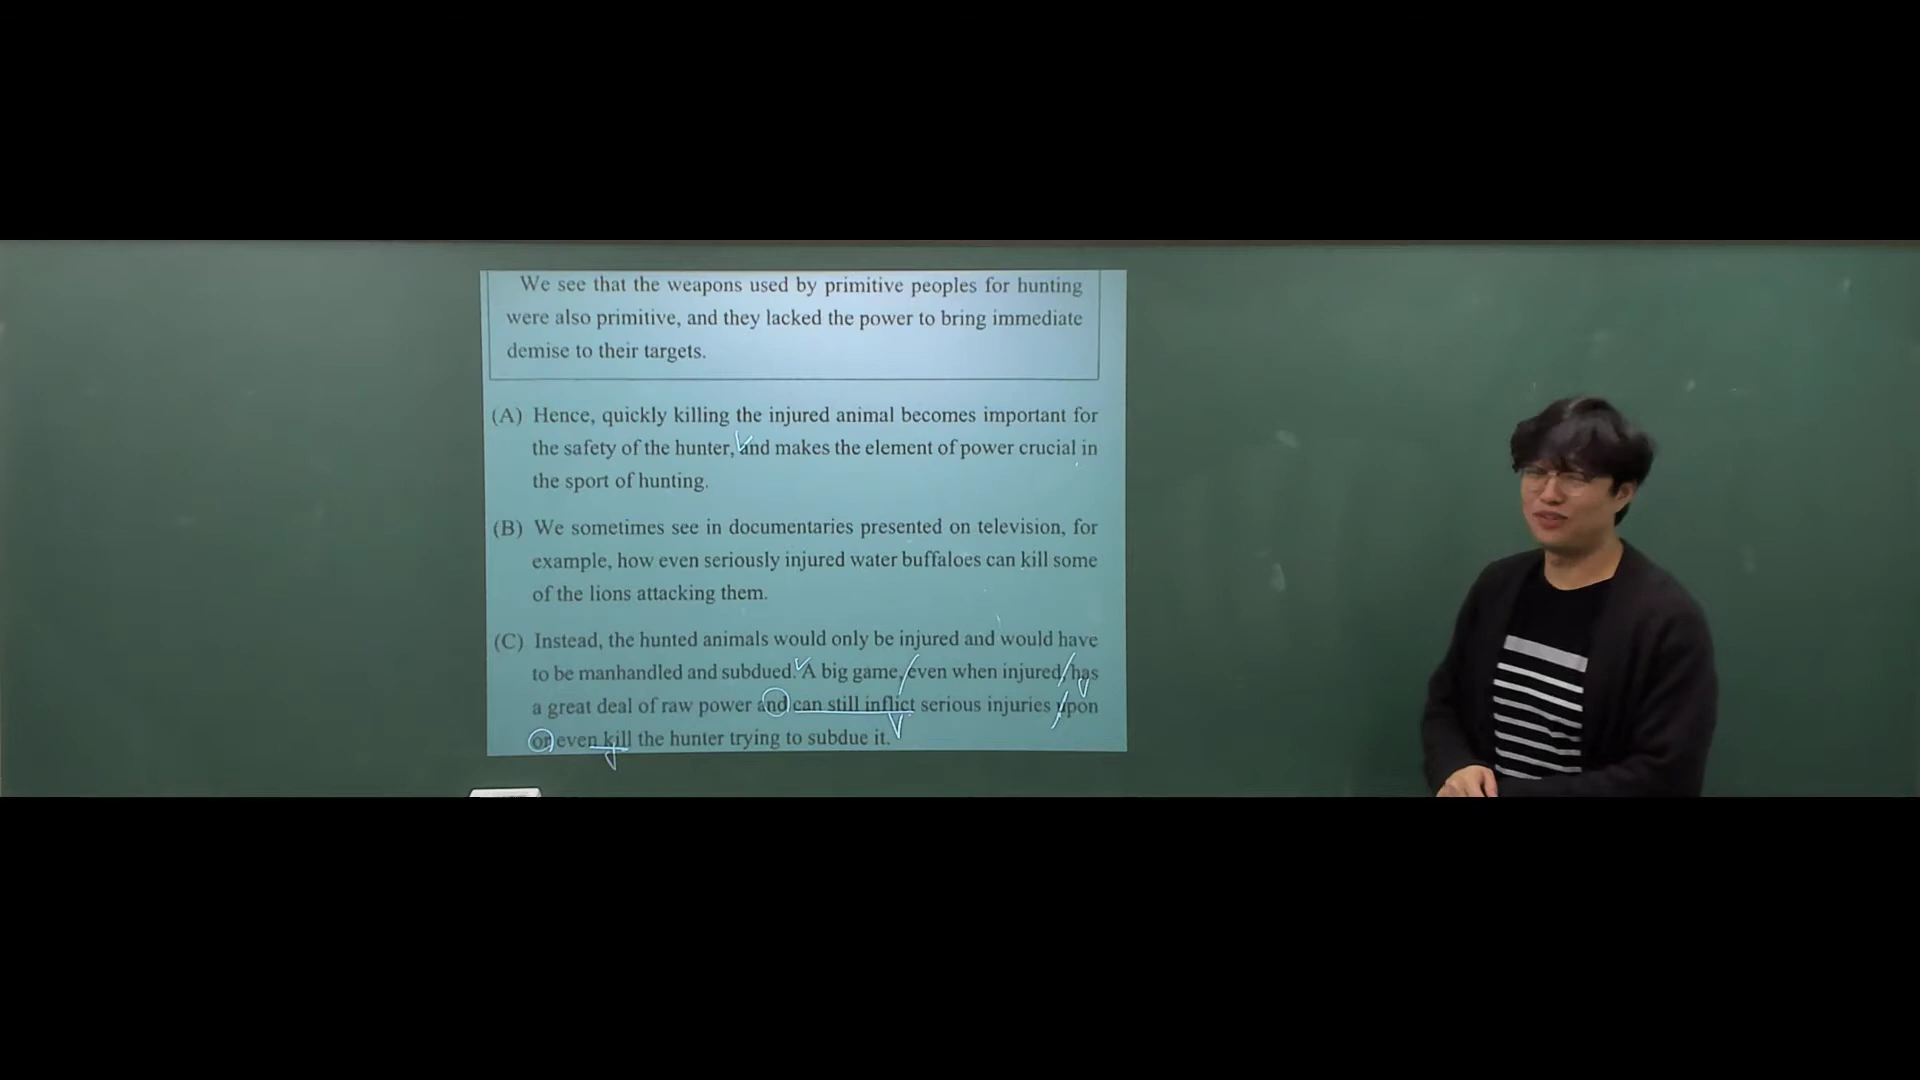 We see that the weapons used by primitive peoples for hunting
were also primitive, and they lacked the power to bring immediate
demise to their targets.
(A) Hence, quickly killing the injured animal becomes important for
the safety of the hunter, and makes the element of power crucial in
the sport of hunting.
(B) We sometimes see in documentaries presented on television, for
example, how even seriously injured water buffaloes can kill some
of the lions attacking them.
(C) Instead, the hunted animals would only be injured and would have
to be manhandled and subdued. A big game, even when injured, has
a great deal of raw power and can still inflict serious injuries upon
or even kill the hunter trying to subdue it.